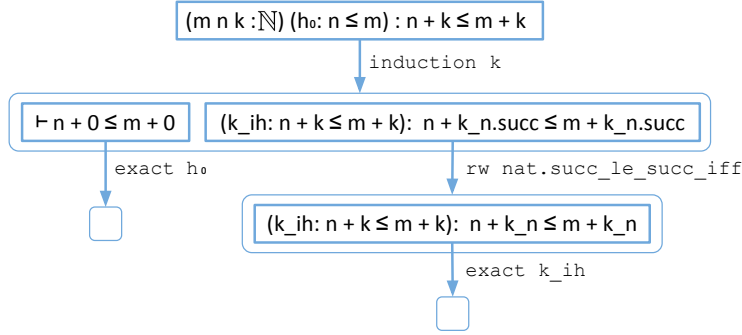 (m n k :ℕ) (h₀: n ≤ m) : n + k ≤ m + k
induction k
⊢ n + 0 ≤ m + 0
(k_ih: n + k ≤ m + k): n + k_n.succ ≤ m + k_n.succ
exact h₀
rw nat.succ_le_succ_iff
(k_ih: n + k ≤ m + k): n + k_n ≤ m + k_n
exact k_ih